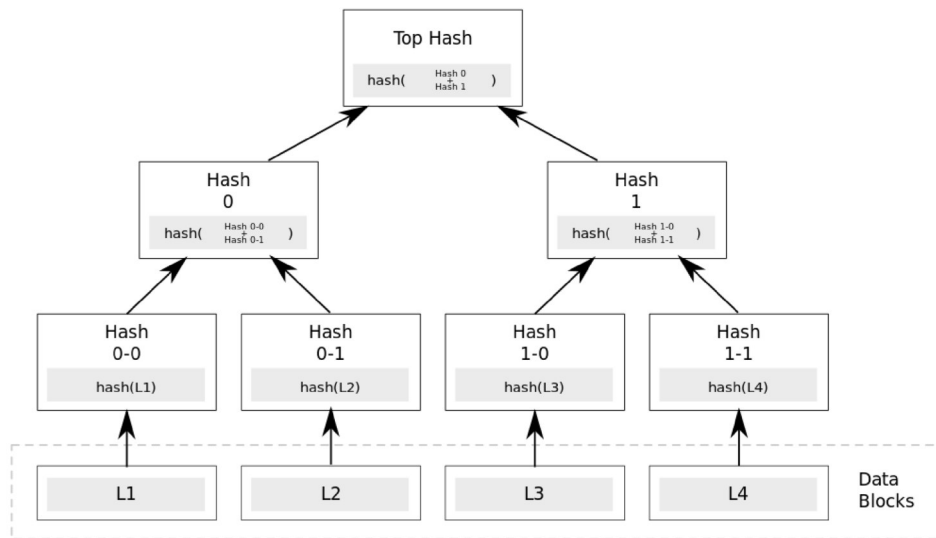 Top Hash
hash( Hash 0 + Hash 1 )
Hash
0
hash( Hash 0-0 + Hash 0-1 )
Hash
1
hash( Hash 1-0 + Hash 1-1 )
Hash
0-0
hash(L1)
Hash
0-1
hash(L2)
Hash
1-0
hash(L3)
Hash
1-1
hash(L4)
L1
L2
L3
L4
Data
Blocks